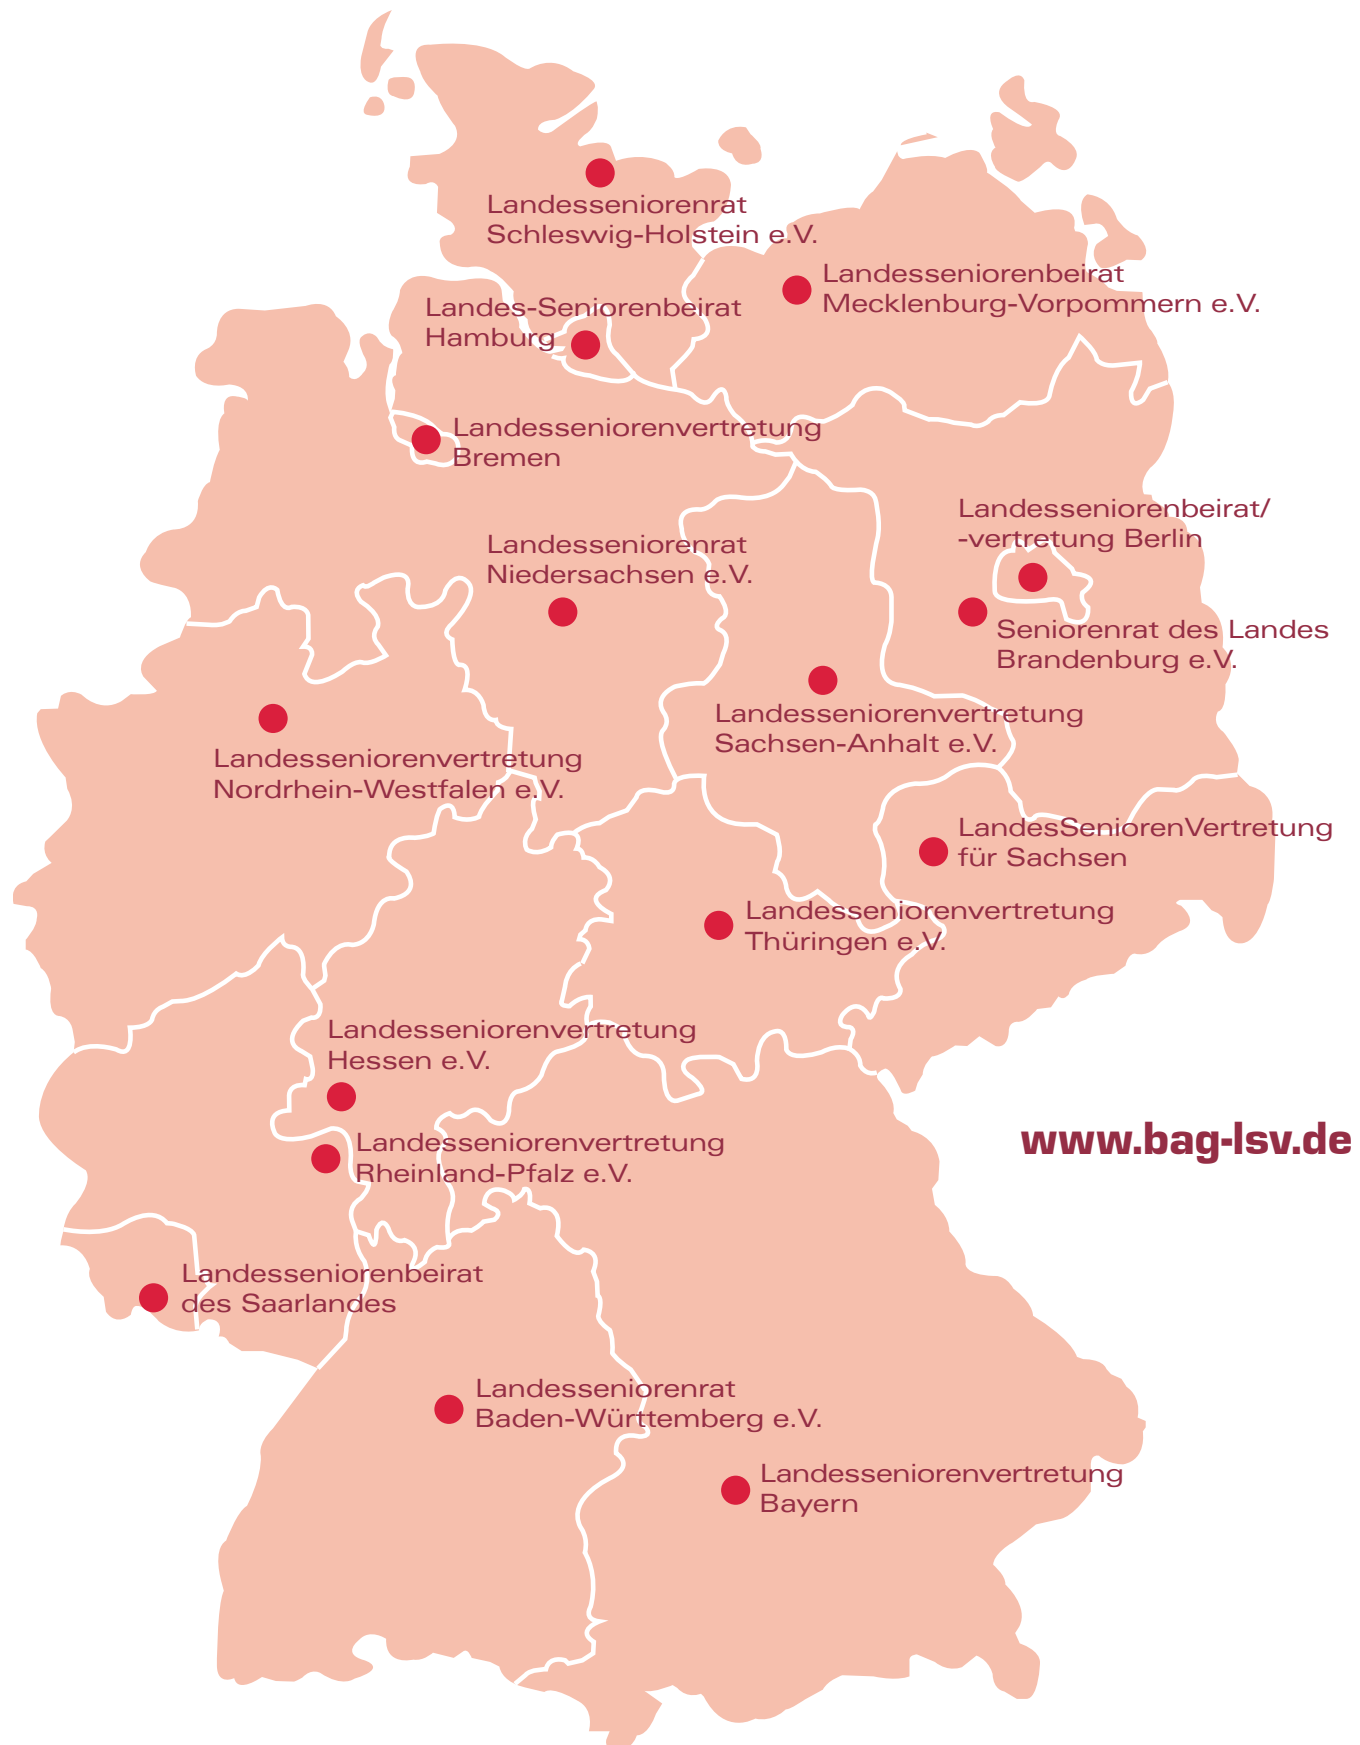 Landesseniorenrat
Schleswig-Holstein e.V.
Landesseniorenbeirat
Mecklenburg-Vorpommern e.V.
Landes-Seniorenbeirat
Hamburg
Landesseniorenvertretung
Bremen
Landesseniorenbeirat/
-vertretung Berlin
Landesseniorenrat
Niedersachsen e.V.
Seniorenrat des Landes
Brandenburg e.V.
Landesseniorenvertretung
Sachsen-Anhalt e.V.
Landesseniorenvertretung
Nordrhein-Westfalen e.V.
LandesSeniorenVertretung
für Sachsen
Landesseniorenvertretung
Thüringen e.V.
Landesseniorenvertretung
Hessen e.V.
www.bag-lsv.de
Landesseniorenvertretung
Rheinland-Pfalz e.V.
Landesseniorenbeirat
des Saarlandes
Landesseniorenrat
Baden-Württemberg e.V.
Landesseniorenvertretung
Bayern